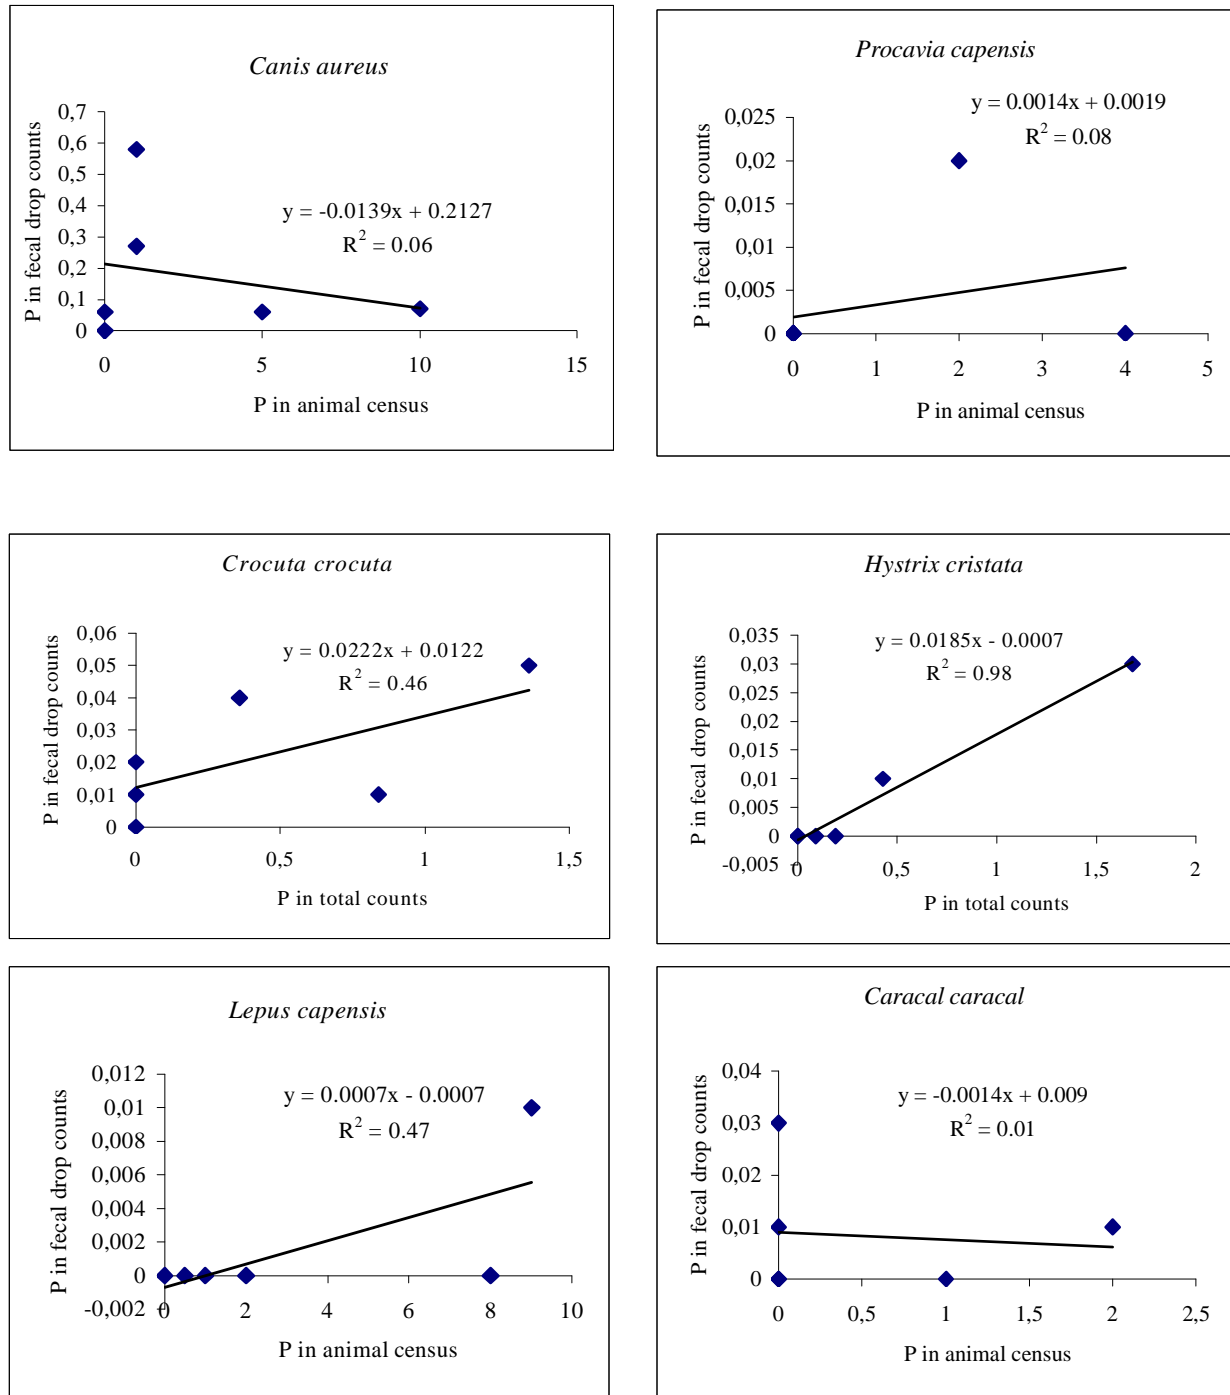 Canis aureus
0,7
0,6
0,5
0,4
0,3
0,2
0,1
0
P in fecal drop counts
y = -0.0139x + 0.2127
R² = 0.06
0 5 10 15
P in animal census
Procavia capensis
y = 0.0014x + 0.0019
R² = 0.08
0,025
0,02
0,015
0,01
0,005
0
P in fecal drop counts
0 1 2 3 4 5
P in animal census
Crocuta crocuta
0,06
0,05
0,04
0,03
0,02
0,01
0
P in fecal drop counts
y = 0.0222x + 0.0122
R² = 0.46
0 0,5 1 1,5
P in total counts
Hystrix cristata
0,035
0,03
0,025
0,02
0,015
0,01
0,005
0
-0,005
P in fecal drop counts
y = 0.0185x - 0.0007
R² = 0.98
0 0,5 1 1,5 2
P in total counts
Lepus capensis
0,012
0,01
0,008
0,006
0,004
0,002
0
-0,002
P in fecal drop counts
y = 0.0007x - 0.0007
R² = 0.47
0 2 4 6 8 10
P in animal census
Caracal caracal
0,04
0,03
0,02
0,01
0
P in fecal drop counts
y = -0.0014x + 0.009
R² = 0.01
0 0,5 1 1,5 2 2,5
P in animal census